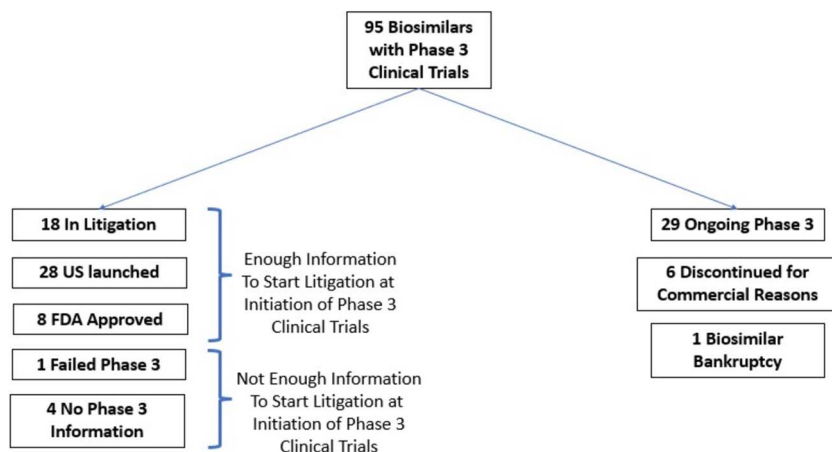 95 Biosimilars
with Phase 3
Clinical Trials
18 In Litigation
28 US launched
8 FDA Approved
Enough Information
To Start Litigation at
Initiation of Phase 3
Clinical Trials
1 Failed Phase 3
4 No Phase 3
Information
Not Enough Information
To Start Litigation at
Initiation of Phase 3
Clinical Trials
29 Ongoing Phase 3
6 Discontinued for
Commercial Reasons
1 Biosimilar
Bankruptcy